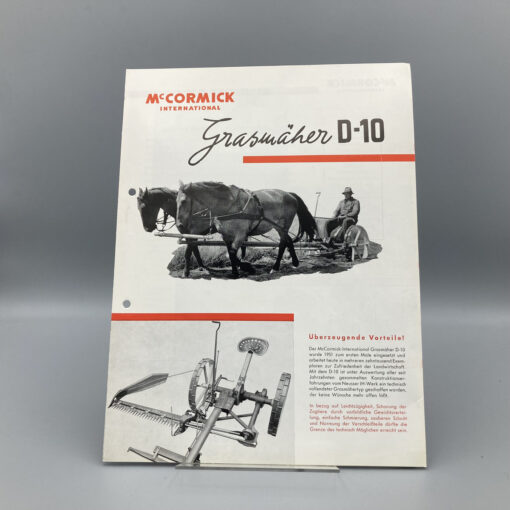 McCORMICK
INTERNATIONAL
Grasmäher D-10
Überzeugende Vorteile!
Der McCormick-International Grasmäher D-10
wurde 1951 zum ersten Male eingesetzt und
arbeitet heute in mehreren zehntausend Exem-
plaren zur Zufriedenheit der Landwirtschaft.
Mit dem D-10 ist unter Auswertung aller seit
Jahrzehnten gesammelten Konstruktionser-
fahrungen vom Neusser IH-Werk ein technisch
vollendeter Grasmähertyp geschaffen worden,
der keine Wünsche mehr offen läßt.
In bezug auf Leichtzügigkeit, Schonung der
Zugtiere durch vorbildliche Gewichtsvertei-
lung, einfache Schmierung, sauberen Schnitt
und Normung der Verschleißteile dürfte die
Grenze des technisch Möglichen erreicht sein.